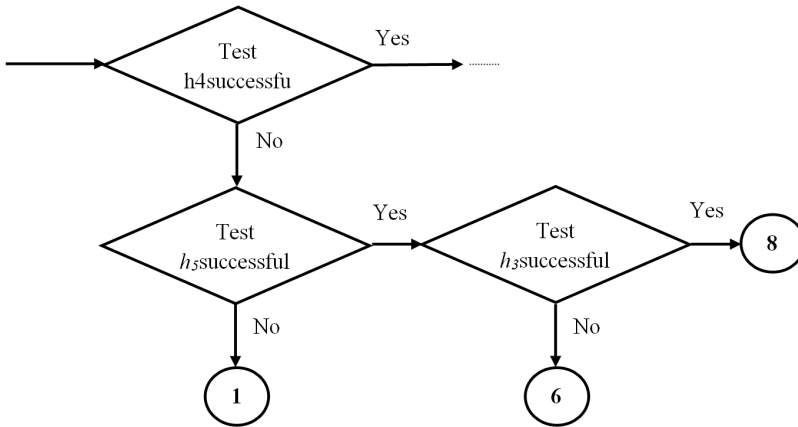 Test
Yes
h4successfu
No
Test
h₅successful
Yes
Test
h₃successful
Yes
8
No
No
1
6